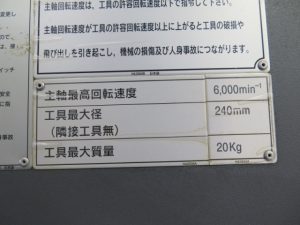 主軸回転速度は、工具の許容回転速度以下で指令して下さい。
主軸回転速度が工具の許容回転速度以上に上がると工具の破損や
飛び出しを引き起こし、機械の損傷及び人身事故につながります。
主軸最高回転速度 6,000min⁻¹
工具最大径 240mm
(隣接工具無)
工具最大質量 20Kg